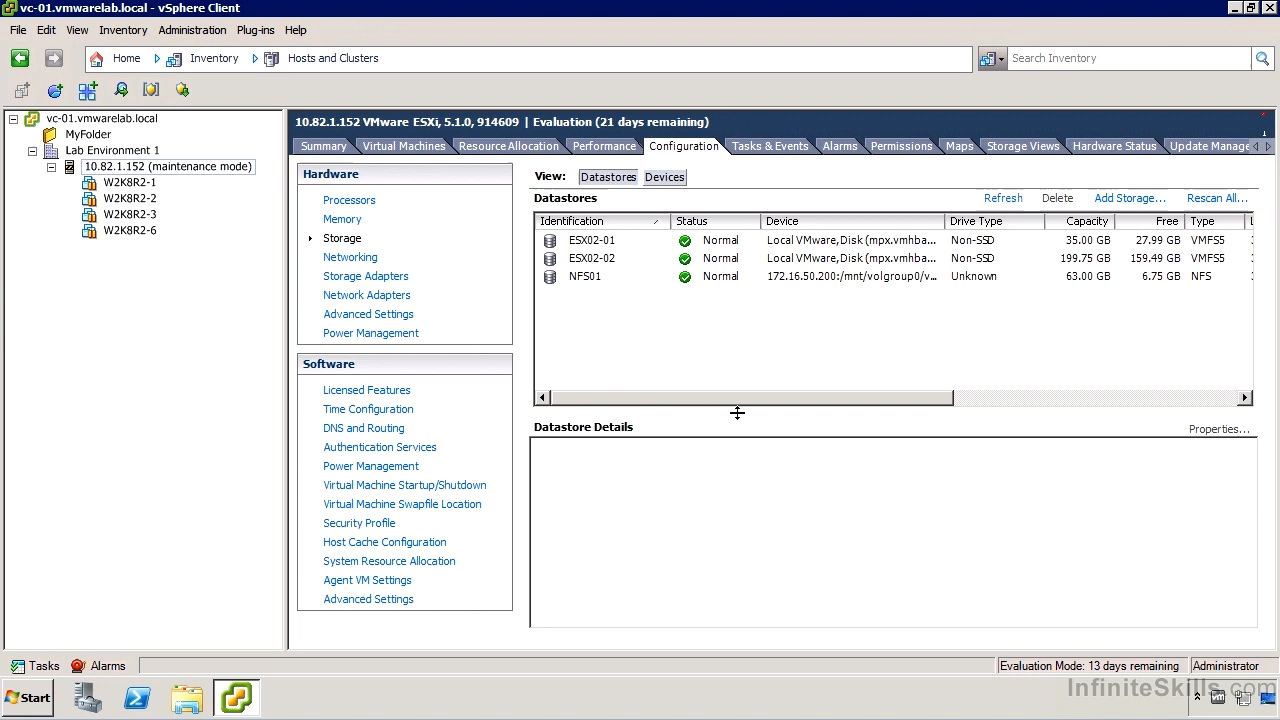 vc-01.vmwarelab.local - vSphere Client
File Edit View Inventory Administration Plug-ins Help
Home Inventory Hosts and Clusters Search Inventory
vc-01.vmwarelab.local
MyFolder
Lab Environment 1
10.82.1.152 (maintenance mode)
W2K8R2-1
W2K8R2-2
W2K8R2-3
W2K8R2-6
10.82.1.152 VMware ESXi, 5.1.0, 914609 | Evaluation (21 days remaining)
Summary Virtual Machines Resource Allocation Performance Configuration Tasks & Events Alarms Permissions Maps Storage Views Hardware Status Update Manage
Hardware
Processors
Memory
Storage
Networking
Storage Adapters
Network Adapters
Advanced Settings
Power Management
Software
Licensed Features
Time Configuration
DNS and Routing
Authentication Services
Power Management
Virtual Machine Startup/Shutdown
Virtual Machine Swapfile Location
Security Profile
Host Cache Configuration
System Resource Allocation
Agent VM Settings
Advanced Settings
View: Datastores Devices
Datastores Refresh Delete Add Storage... Rescan All...
Identification Status Device Drive Type Capacity Free Type
ESX02-01 Normal Local VMware,Disk (mpx.vmhba... Non-SSD 35.00 GB 27.99 GB VMFS5
ESX02-02 Normal Local VMware,Disk (mpx.vmhba... Non-SSD 199.75 GB 159.49 GB VMFS5
NFS01 Normal 172.16.50.200:/mnt/volgroup0/v... Unknown 63.00 GB 6.75 GB NFS
Datastore Details Properties...
Tasks Alarms Evaluation Mode: 13 days remaining Administrator
Start
InfiniteSkills.com